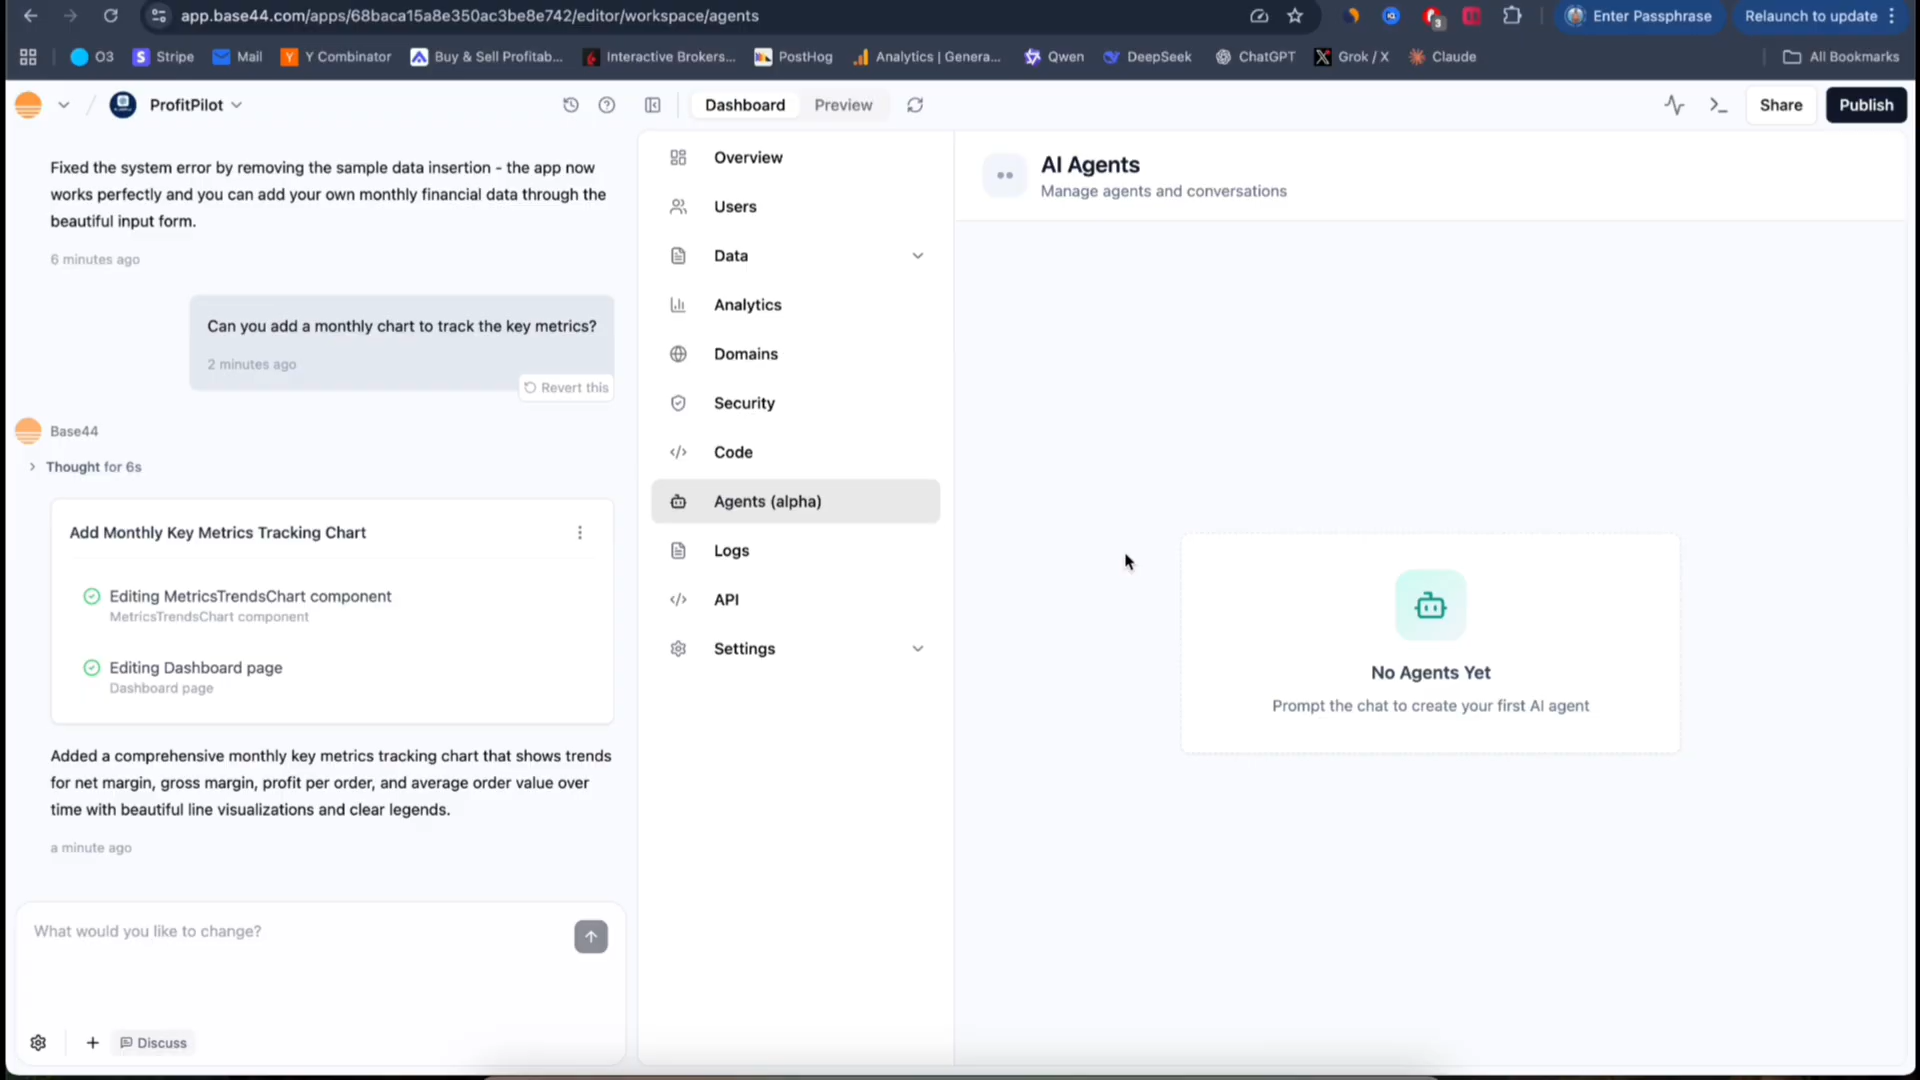 app.base44.com/apps/68baca15a8e350ac3be8e742/editor/workspace/agents
3
Enter Passphrase
Relaunch to update
O3
Stripe
Mail
Y Combinator
Buy & Sell Profitab...
Interactive Brokers...
PostHog
Analytics | Genera...
Qwen
DeepSeek
ChatGPT
Grok / X
Claude
All Bookmarks
ProfitPilot
Dashboard
Preview
Share
Publish
Fixed the system error by removing the sample data insertion - the app now
works perfectly and you can add your own monthly financial data through the
beautiful input form.
6 minutes ago
Can you add a monthly chart to track the key metrics?
2 minutes ago
Revert this
Base44
Thought for 6s
Add Monthly Key Metrics Tracking Chart
Editing MetricsTrendsChart component
MetricsTrendsChart component
Editing Dashboard page
Dashboard page
Added a comprehensive monthly key metrics tracking chart that shows trends
for net margin, gross margin, profit per order, and average order value over
time with beautiful line visualizations and clear legends.
a minute ago
What would you like to change?
Discuss
Overview
Users
Data
Analytics
Domains
Security
Code
Agents (alpha)
Logs
API
Settings
AI Agents
Manage agents and conversations
No Agents Yet
Prompt the chat to create your first AI agent